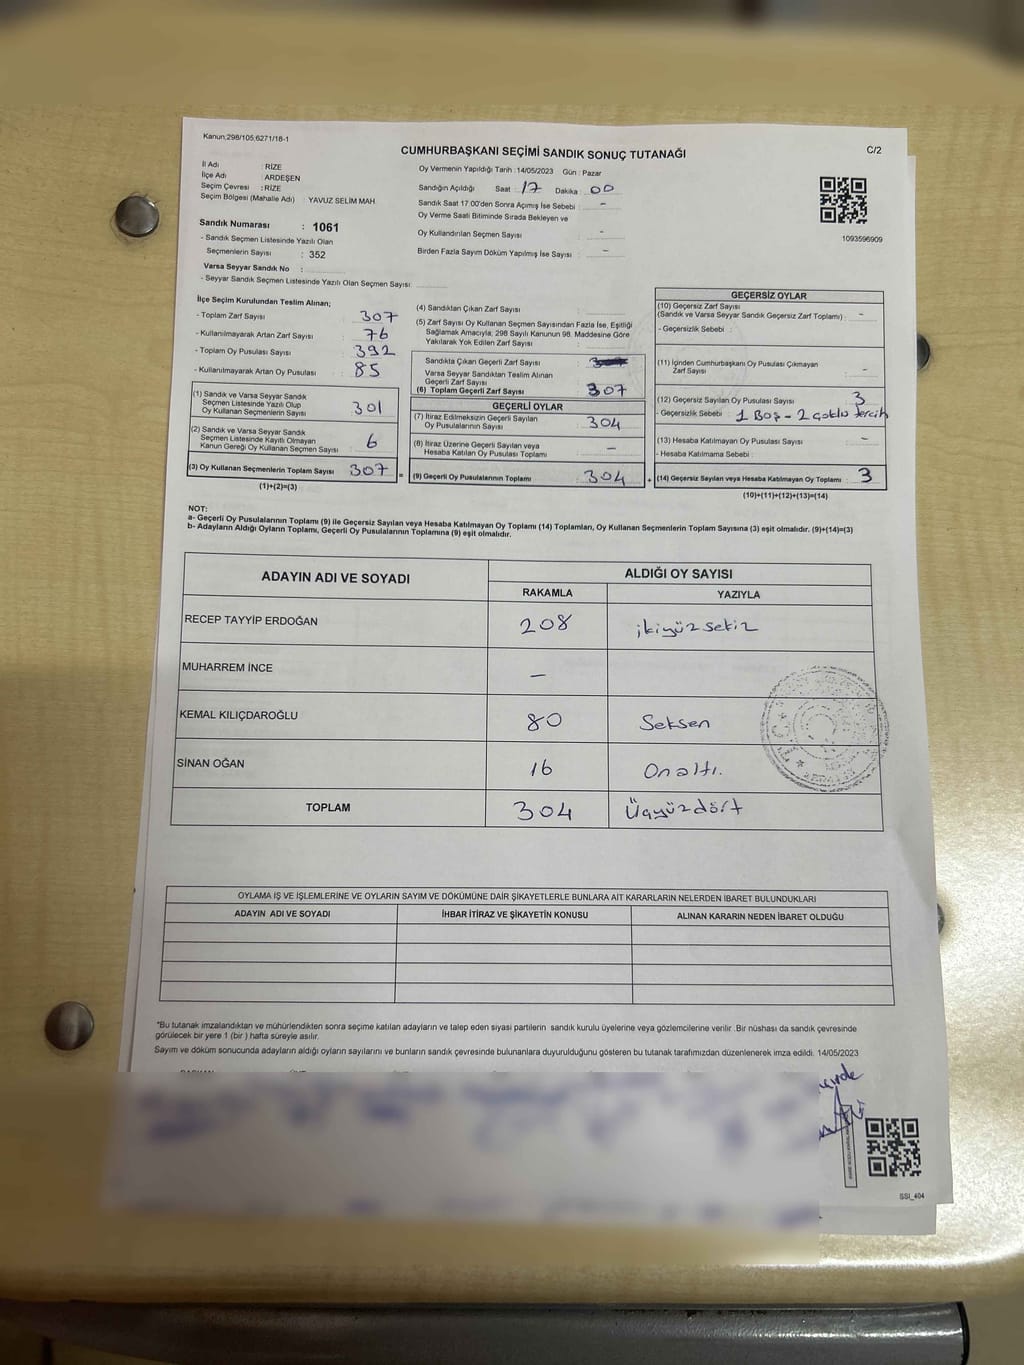 Kanun;298/105;6271/18-1
CUMHURBAŞKANI SEÇİMİ SANDIK SONUÇ TUTANAĞI
C/2
İl Adı : RİZE
İlçe Adı : ARDEŞEN
Seçim Çevresi : RİZE
Seçim Bölgesi (Mahalle Adı) : YAVUZ SELİM MAH.
Sandık Numarası : 1061
- Sandık Seçmen Listesinde Yazılı Olan
Seçmenlerin Sayısı : 352
Varsa Seyyar Sandık No :
- Seyyar Sandık Seçmen Listesinde Yazılı Olan Seçmen Sayısı:
Oy Vermenin Yapıldığı Tarih :14/05/2023 Gün : Pazar
Sandığın Açıldığı Saat : 17 Dakika : 00
Sandık Saat 17:00'den Sonra Açımış İse Sebebi : -
Oy Verme Saati Bitiminde Sırada Bekleyen ve
Oy Kullandırılan Seçmen Sayısı : -
Birden Fazla Sayım Döküm Yapılmış İse Sayısı : -
1093596909
İlçe Seçim Kurulundan Teslim Alınan;
- Toplam Zarf Sayısı : 307
- Kullanılmayarak Artan Zarf Sayısı : 76
- Toplam Oy Pusulası Sayısı : 392
- Kullanılmayarak Artan Oy Pusulası : 85
(1) Sandık ve Varsa Seyyar Sandık
Seçmen Listesinde Yazılı Olup
Oy Kullanan Seçmenlerin Sayısı : 301
(2) Sandık ve Varsa Seyyar Sandık
Seçmen Listesinde Kayıtlı Olmayan
Kanun Gereği Oy Kullanan Seçmen Sayısı : 6
(3) Oy Kullanan Seçmenlerin Toplam Sayısı : 307 =
(1)+(2)=(3)
(4) Sandıktan Çıkan Zarf Sayısı :
(5) Zarf Sayısı Oy Kullanan Seçmen Sayısından Fazla İse, Eşitliği
Sağlamak Amacıyla, 298 Sayılı Kanunun 98. Maddesine Göre
Yakılarak Yok Edilen Zarf Sayısı :
Sandıkta Çıkan Geçerli Zarf Sayısı :
Varsa Seyyar Sandıktan Teslim Alınan
Geçerli Zarf Sayısı :
(6) Toplam Geçerli Zarf Sayısı : 307
GEÇERLİ OYLAR
(7) İtiraz Edilmeksizin Geçerli Sayılan
Oy Pusulasının Sayısı : 304
(8) İtiraz Üzerine Geçerli Sayılan veya
Hesaba Katılan Oy Pusulası Toplamı : -
(9) Geçerli Oy Pusulalarının Toplamı : 304 +
GEÇERSİZ OYLAR
(10) Geçersiz Zarf Sayısı
(Sandık ve Varsa Seyyar Sandık Geçersiz Zarf Toplamı) : -
- Geçersizlik Sebebi :
(11) İçinden Cumhurbaşkanı Oy Pusulası Çıkmayan
Zarf Sayısı : -
(12) Geçersiz Sayılan Oy Pusulası Sayısı : 3
- Geçersizlik Sebebi : 1 Boş - 2 çoklu tercih
(13) Hesaba Katılmayan Oy Pusulası Sayısı : -
- Hesaba Katılmama Sebebi :
(14) Geçersiz Sayılan veya Hesaba Katılmayan Oy Toplamı : 3
(10)+(11)+(12)+(13)=(14)
NOT:
a- Geçerli Oy Pusulalarının Toplamı (9) ile Geçersiz Sayılan veya Hesaba Katılmayan Oy Toplamı (14) Toplamları, Oy Kullanan Seçmenlerin Toplam Sayısına (3) eşit olmalıdır. (9)+(14)=(3)
b- Adayların Aldığı Oyların Toplamı, Geçerli Oy Pusulalarının Toplamına (9) eşit olmalıdır.
ADAYIN ADI VE SOYADI
ALDIĞI OY SAYISI
RAKAMLA YAZIYLA
RECEP TAYYİP ERDOĞAN 208 ikiyüz sekiz
MUHARREM İNCE -
KEMAL KILIÇDAROĞLU 80 Seksen
SİNAN OĞAN 16 Onaltı.
TOPLAM 304 Üçyüzdört
OYLAMA İŞ VE İŞLEMLERİNE VE OYLARIN SAYIM VE DÖKÜMÜNE DAİR ŞİKAYETLERLE BUNLARA AİT KARARLARIN NELERDEN İBARET BULUNDUKLARI
ADAYIN ADI VE SOYADI İHBAR İTİRAZ VE ŞİKAYETİN KONUSU ALINAN KARARIN NEDEN İBARET OLDUĞU
*Bu tutanak imzalandıktan ve mühürlendikten sonra seçime katılan adayların ve talep eden siyasi partilerin sandık kurulu üyelerine veya gözlemcilerine verilir .Bir nüshası da sandık çevresinde
görülecek bir yere 1 (bir ) hafta süreyle asılır.
Sayım ve döküm sonucunda adayların aldığı oyların sayılarını ve bunların sandık çevresinde bulunanlara duyurulduğunu gösteren bu tutanak tarafımızdan düzenlenerek imza edildi. 14/05/2023
SSI_404